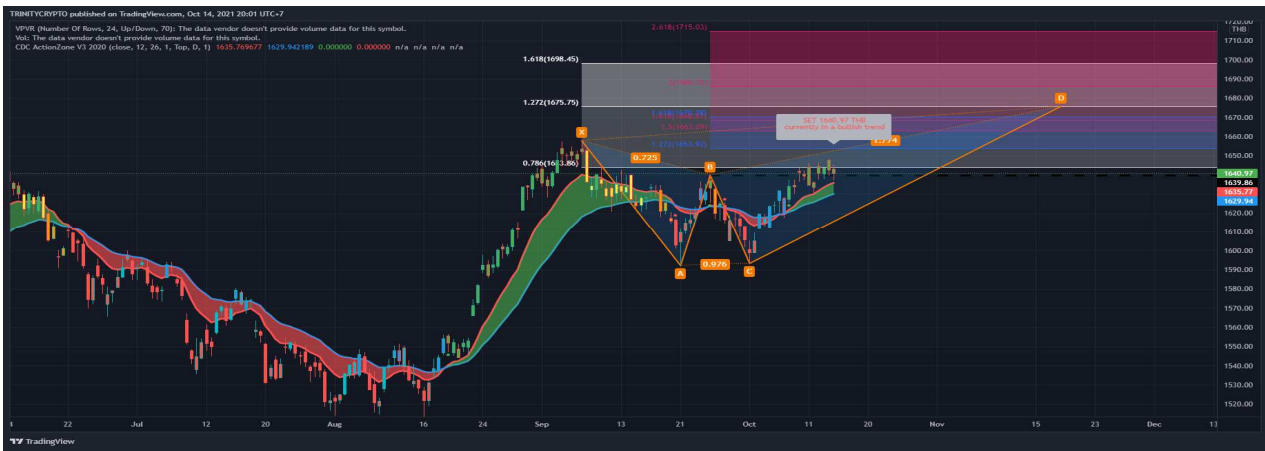 TRINITYCRYPTO published on TradingView.com, Oct 14, 2021 20:01 UTC+7
VPVR (Number Of Rows, 24, Up/Down, 70): The data vendor doesn't provide volume data for this symbol.
Vol: The data vendor doesn't provide volume data for this symbol.
CDC ActionZone V3 2020 (close, 12, 26, 1, Top, D, 1) 1635.769677 1629.942189 0.000000 0.000000 n/a n/a n/a n/a
2.618(1715.03)
1.618(1698.45)
1.272(1675.75)
1.272(1653.92)
0.786(1643.86)
X
0.725
B
A
0.976
C
D
1.774
SET 1640.97 THB
currently in a bullish trend
1720.00
THB
1710.00
1700.00
1690.00
1680.00
1670.00
1660.00
1650.00
1640.97
1639.86
1635.77
1629.94
1620.00
1610.00
1600.00
1590.00
1580.00
1570.00
1560.00
1550.00
1540.00
1530.00
1520.00
22 Jul 12 20 Aug 16 24 Sep 13 21 Oct 11 20 Nov 15 23 Dec 13
TradingView